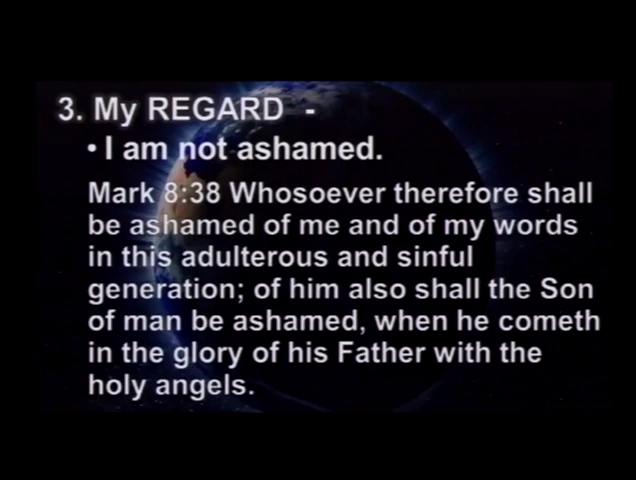 3. My REGARD -
• I am not ashamed.
Mark 8:38 Whosoever therefore shall
be ashamed of me and of my words
in this adulterous and sinful
generation; of him also shall the Son
of man be ashamed, when he cometh
in the glory of his Father with the
holy angels.